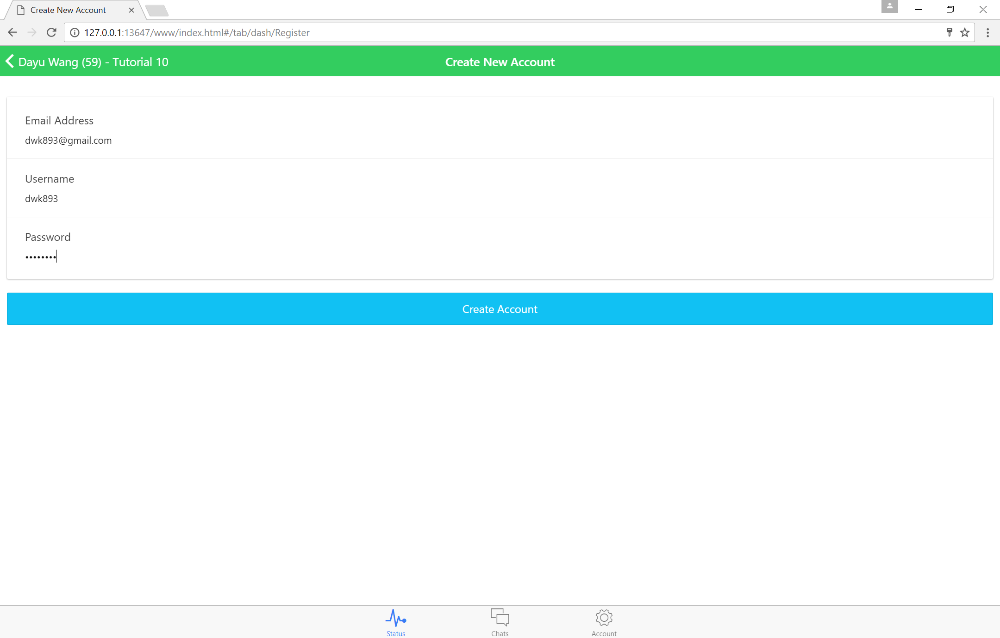 Create New Account
127.0.0.1:13647/www/index.html#/tab/dash/Register
Dayu Wang (59) - Tutorial 10
Create New Account
Email Address
dwk893@gmail.com
Username
dwk893
Password
••••••••
Create Account
Status
Chats
Account